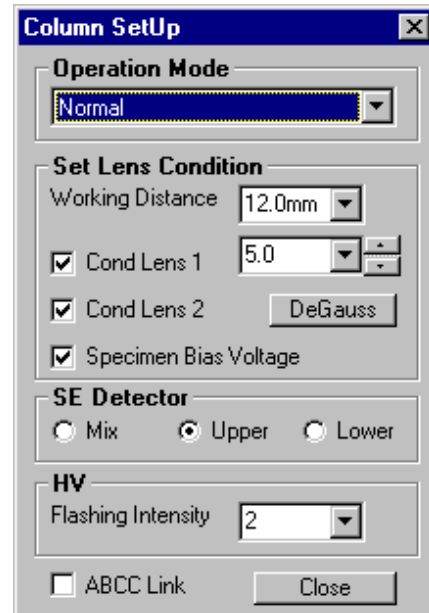 Column SetUp
Operation Mode
Normal
Set Lens Condition
Working Distance 12.0mm
Cond Lens 1 5.0
Cond Lens 2 DeGauss
Specimen Bias Voltage
SE Detector
Mix Upper Lower
HV
Flashing Intensity 2
ABCC Link Close